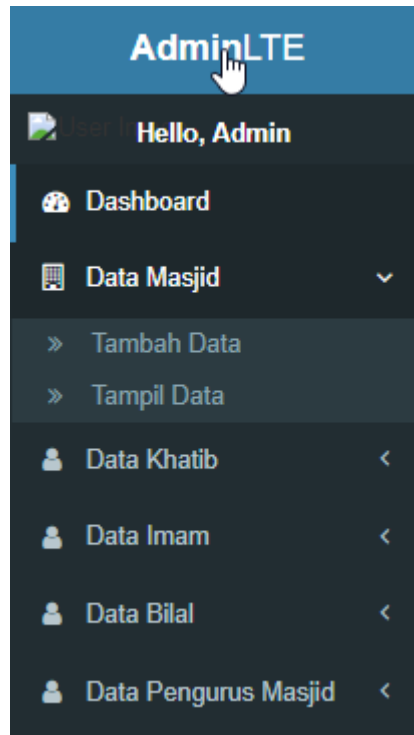 AdminLTE
User I Hello, Admin
Dashboard
Data Masjid
Tambah Data
Tampil Data
Data Khatib
Data Imam
Data Bilal
Data Pengurus Masjid